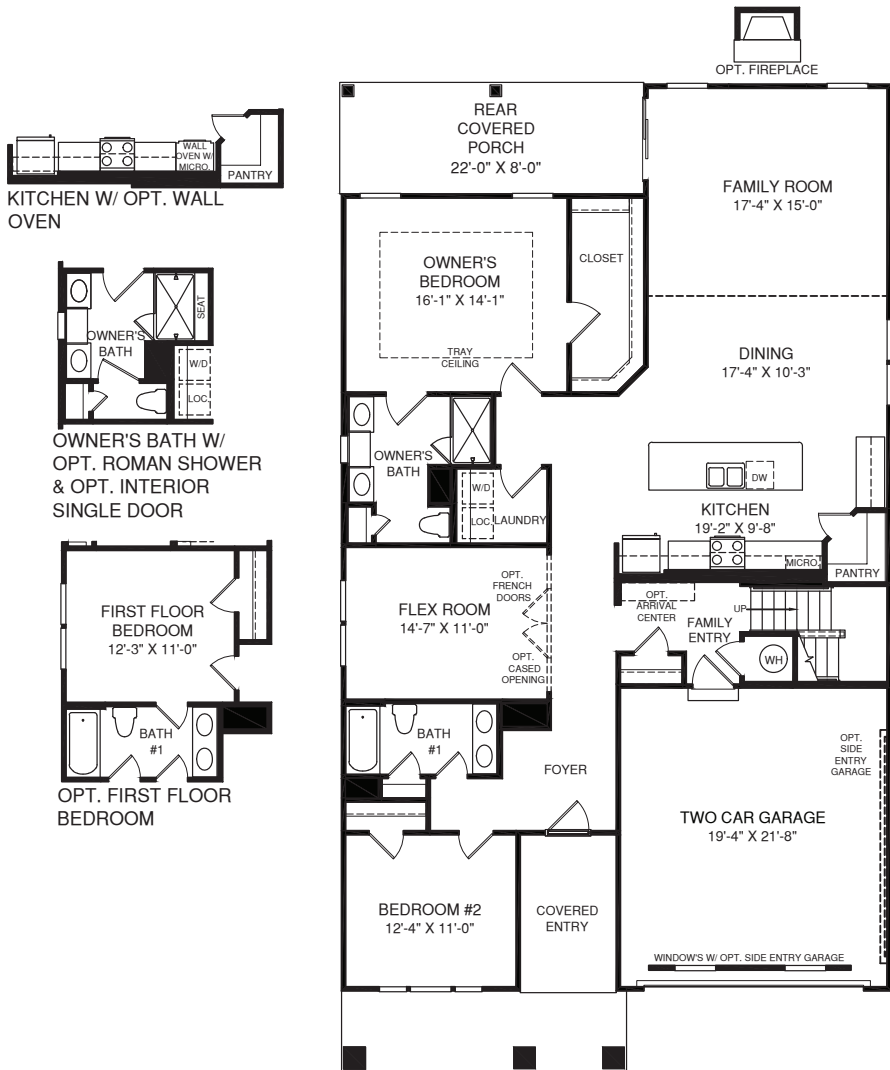 OPT. FIREPLACE
REAR
COVERED
PORCH
22'-0" X 8'-0"
FAMILY ROOM
17'-4" X 15'-0"
WALL
OVEN W/
MICRO.
PANTRY
KITCHEN W/ OPT. WALL
OVEN
OWNER'S
BEDROOM
16'-1" X 14'-1"
TRAY
CEILING
CLOSET
DINING
17'-4" X 10'-3"
OWNER'S
BATH
SEAT
W/D
LOC.
OWNER'S BATH W/
OPT. ROMAN SHOWER
& OPT. INTERIOR
SINGLE DOOR
OWNER'S
BATH
W/D
LOC.
LAUNDRY
DW
KITCHEN
19'-2" X 9'-8"
MICRO.
PANTRY
FIRST FLOOR
BEDROOM
12'-3" X 11'-0"
BATH
#1
OPT. FIRST FLOOR
BEDROOM
FLEX ROOM
14'-7" X 11'-0"
OPT.
FRENCH
DOORS
OPT.
CASED
OPENING
OPT.
ARRIVAL
CENTER
FAMILY
ENTRY
UP
WH
BATH
#1
FOYER
OPT.
SIDE
ENTRY
GARAGE
TWO CAR GARAGE
19'-4" X 21'-8"
BEDROOM #2
12'-4" X 11'-0"
COVERED
ENTRY
WINDOW'S W/ OPT. SIDE ENTRY GARAGE